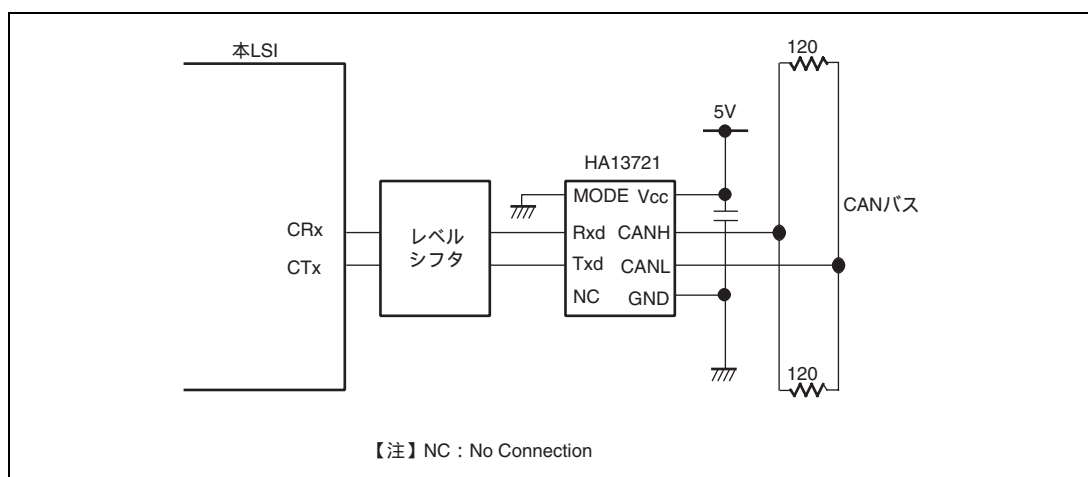 本LSI
120
5V
HA13721
MODE Vcc
CANバス
CRx
レベル
シフタ
Rxd CANH
CTx
Txd CANL
NC GND
120
【注】NC：No Connection